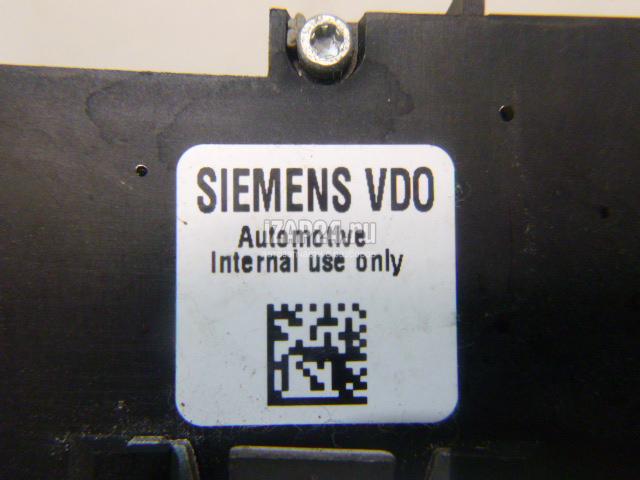 SIEMENS VDO
Automotive
Internal use only